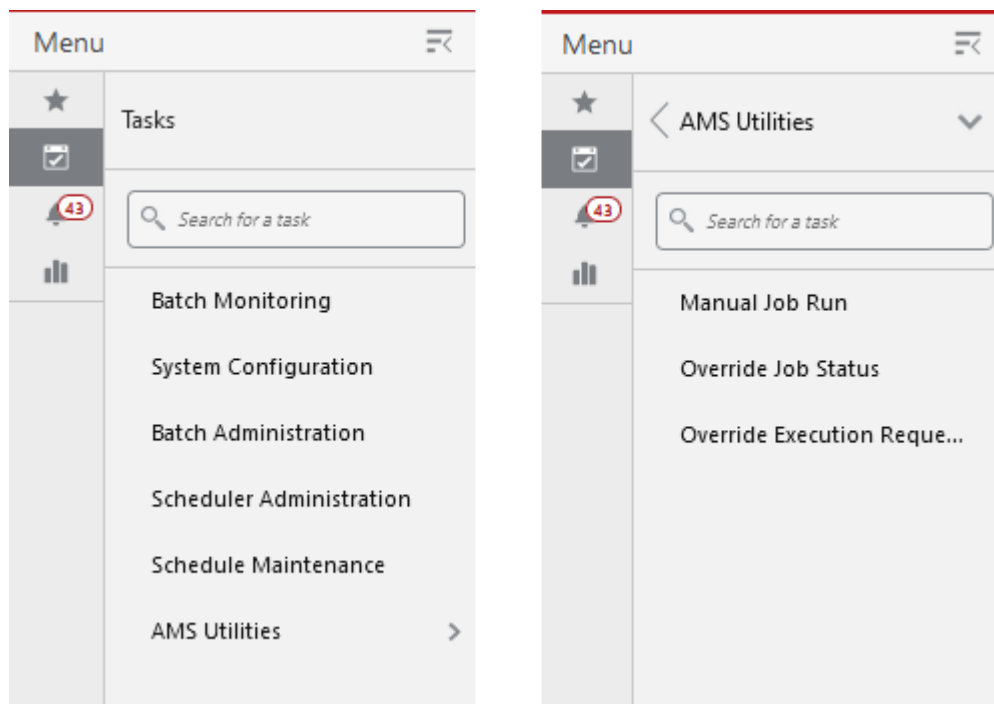 Menu
Tasks
43
Search for a task
Batch Monitoring
System Configuration
Batch Administration
Scheduler Administration
Schedule Maintenance
AMS Utilities
Menu
AMS Utilities
43
Search for a task
Manual Job Run
Override Job Status
Override Execution Reque...